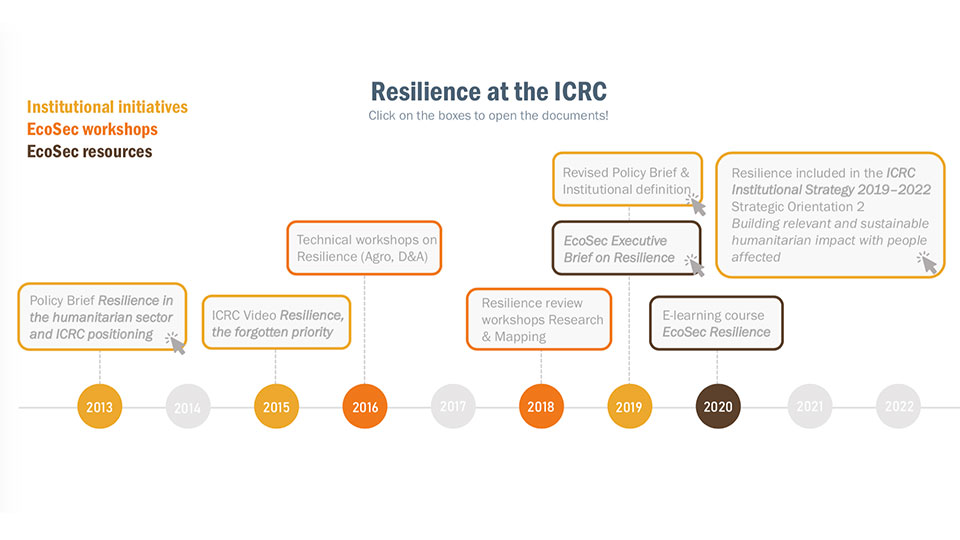 Resilience at the ICRC
Click on the boxes to open the documents!
Institutional initiatives
EcoSec workshops
EcoSec resources
Policy Brief Resilience in
the humanitarian sector
and ICRC positioning
ICRC Video Resilience,
the forgotten priority
Technical workshops on
Resilience (Agro, D&A)
Resilience review
workshops Research
& Mapping
Revised Policy Brief &
Institutional definition
EcoSec Executive
Brief on Resilience
E-learning course
EcoSec Resilience
Resilience included in the ICRC
Institutional Strategy 2019–2022
Strategic Orientation 2
Building relevant and sustainable
humanitarian impact with people
affected
2013
2014
2015
2016
2017
2018
2019
2020
2021
2022